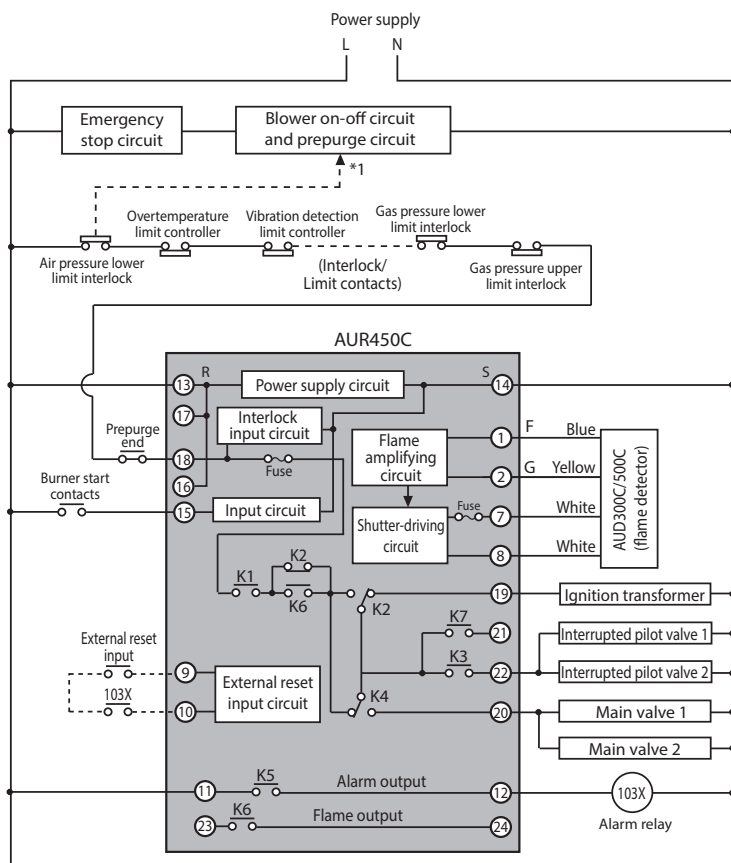 Power supply
L N
Emergency
stop circuit
Blower on-off circuit
and prepurge circuit
*1
Overtemperature
limit controller
Vibration detection
limit controller
Gas pressure lower
limit interlock
Air pressure lower
limit interlock
(Interlock/
Limit contacts)
Gas pressure upper
limit interlock
AUR450C
13 R Power supply circuit S 14
17
Interlock
input circuit
Prepurge
end
18
Fuse
16
Burner start
contacts
15 Input circuit
Flame
amplifying
circuit
1 F Blue
2 G Yellow
Shutter-driving
circuit
Fuse 7 White
8 White
AUD300C/500C
(flame detector)
K1 K2
K6
K2 19 Ignition transformer
K7 21 Interrupted pilot valve 1
K3 22 Interrupted pilot valve 2
K4 20 Main valve 1
Main valve 2
External reset
input
103X
9
10
External reset
input circuit
11 K5 Alarm output 12 103X
Alarm relay
23 K6 Flame output 24